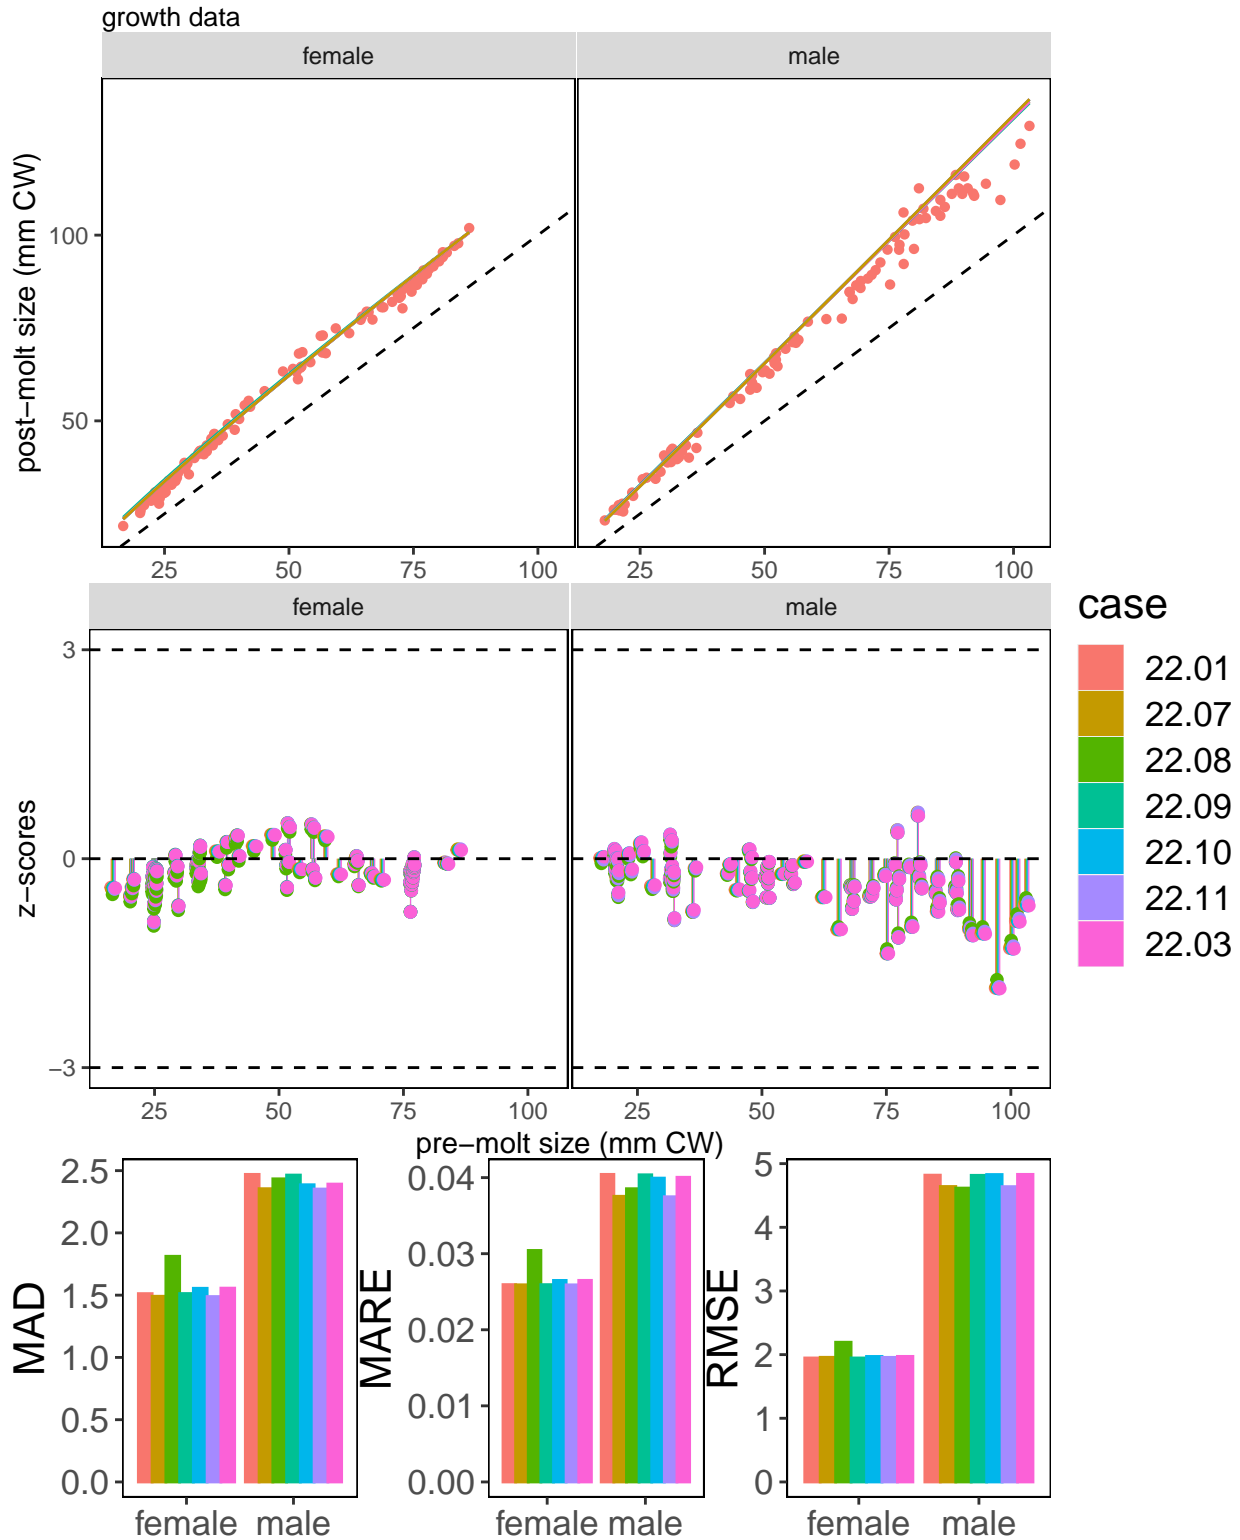 growth data
female male
post−molt size (mm CW)
100
50
25 50 75 100 25 50 75 100
female male
z−scores
3
0
−3
25 50 75 100 25 50 75 100
pre−molt size (mm CW)
case
22.01
22.07
22.08
22.09
22.10
22.11
22.03
MAD
2.5
2.0
1.5
1.0
0.5
0.0
female male
MARE
0.04
0.03
0.02
0.01
0.00
female male
RMSE
5
4
3
2
1
0
female male